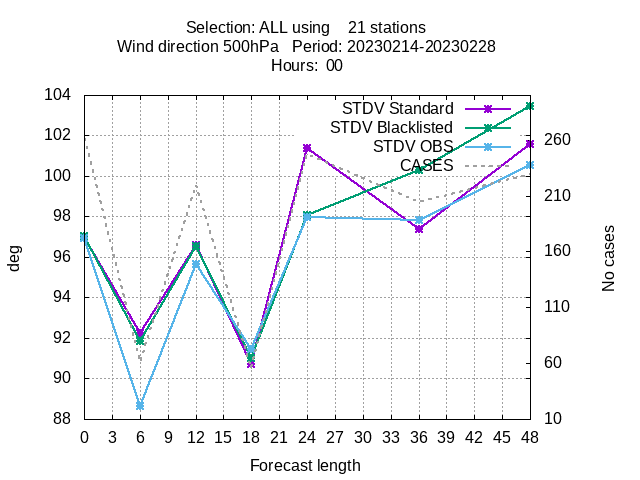 Selection: ALL using    21 stations
Wind direction 500hPa   Period: 20230214-20230228
Hours:  00
deg
104
102
100
98
96
94
92
90
88
STDV Standard
STDV Blacklisted
STDV OBS
CASES
260
210
160
110
60
10
No cases
0 3 6 9 12 15 18 21 24 27 30 33 36 39 42 45 48
Forecast length